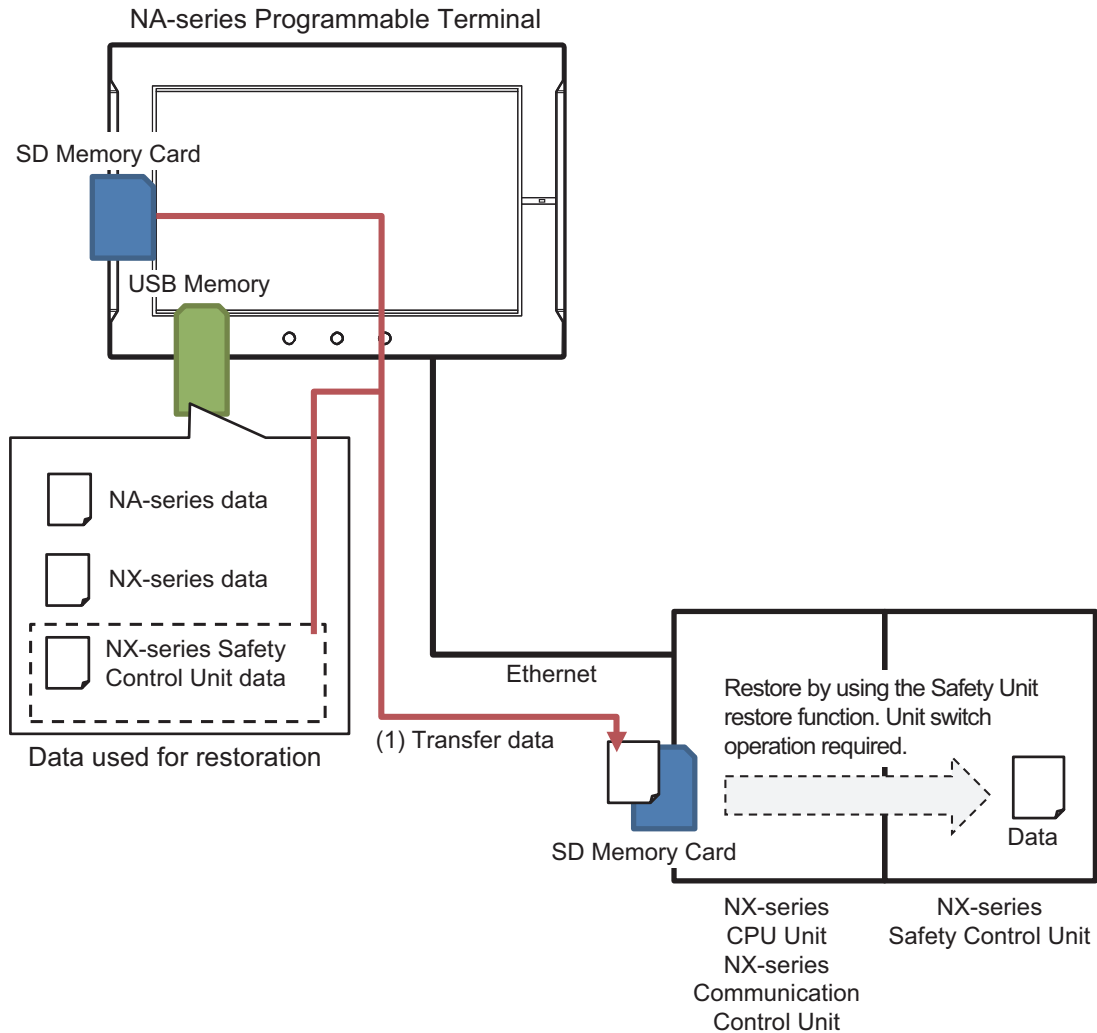 NA-series Programmable Terminal
SD Memory Card
USB Memory
NA-series data
NX-series data
NX-series Safety
Control Unit data
Data used for restoration
Ethernet
(1) Transfer data
Restore by using the Safety Unit
restore function. Unit switch
operation required.
Data
SD Memory Card
NX-series
CPU Unit
NX-series
Communication
Control Unit
NX-series
Safety Control Unit